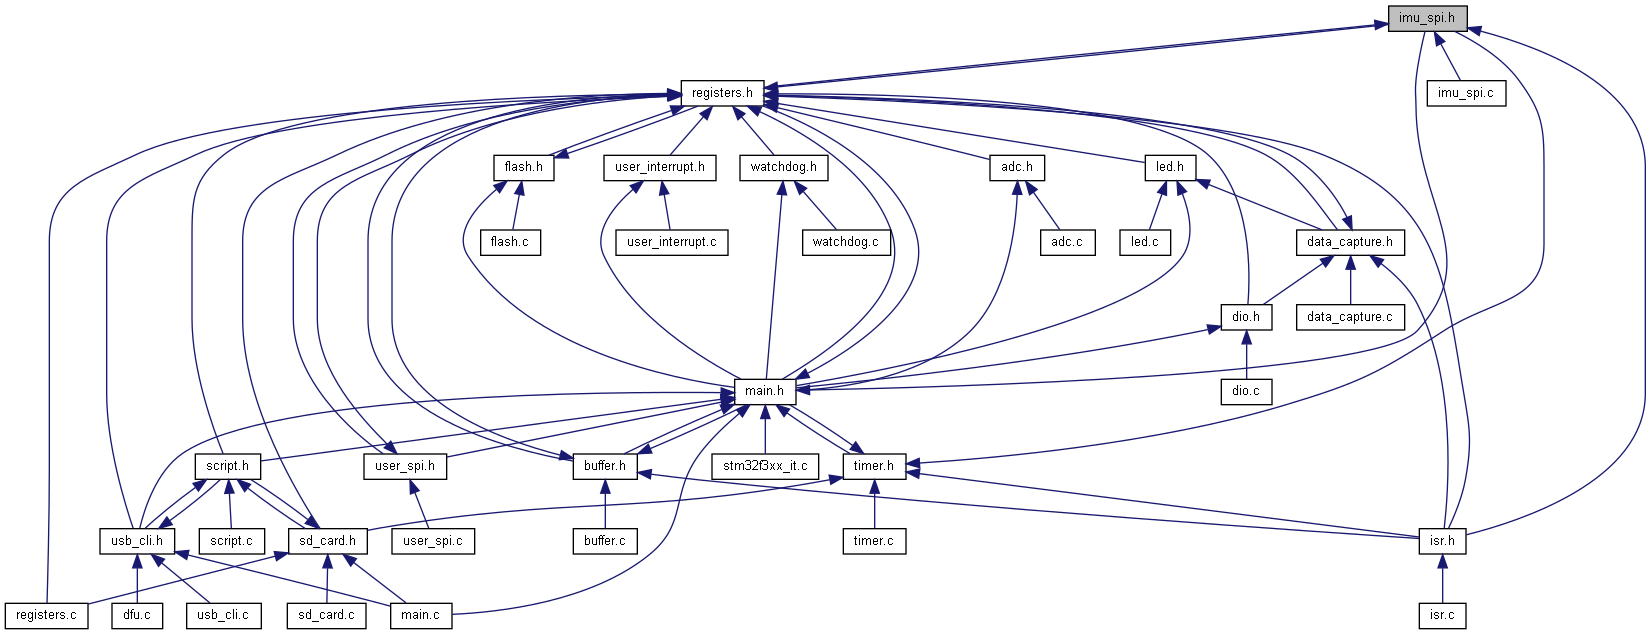 imu_spi.h
registers.h
imu_spi.c
flash.h
user_interrupt.h
watchdog.h
adc.h
led.h
flash.c
user_interrupt.c
watchdog.c
adc.c
led.c
data_capture.h
dio.h
data_capture.c
main.h
dio.c
script.h
user_spi.h
buffer.h
stm32f3xx_it.c
timer.h
usb_cli.h
script.c
sd_card.h
user_spi.c
buffer.c
timer.c
isr.h
registers.c
dfu.c
usb_cli.c
sd_card.c
main.c
isr.c